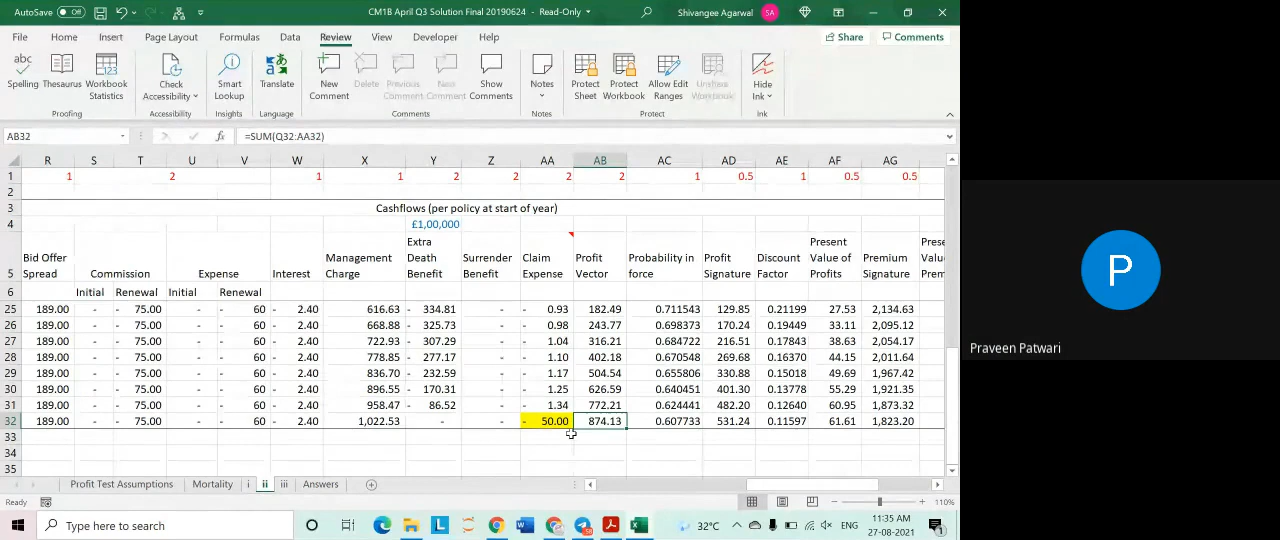 AutoSave Off CM1B April Q3 Solution Final 20190624 - Read-Only Shivangee Agarwal SA
File Home Insert Page Layout Formulas Data Review View Developer Help Share Comments
abc
Spelling Thesaurus Workbook Statistics Check Accessibility Smart Lookup Translate New Comment Delete Previous Comment Next Comment Show Comments Notes Protect Sheet Protect Workbook Allow Edit Ranges Unshare Workbook Hide Ink
Proofing Accessibility Insights Language Comments Notes Protect Ink
AB32 fx =SUM(Q32:AA32)
R S T U V W X Y Z AA AB AC AD AE AF AG
1 1 2 1 1 2 2 2 2 1 0.5 1 0.5 0.5
2
3 Cashflows (per policy at start of year)
4 £1,00,000
5 Bid Offer Spread Commission Expense Interest Management Charge Extra Death Benefit Surrender Benefit Claim Expense Profit Vector Probability in force Profit Signature Discount Factor Present Value of Profits Premium Signature Prese Value Prem
6 Initial Renewal Initial Renewal
25 189.00 - - 75.00 - - 60 - 2.40 616.63 - 334.81 - - 0.93 182.49 0.711543 129.85 0.21199 27.53 2,134.63
26 189.00 - - 75.00 - - 60 - 2.40 668.88 - 325.73 - - 0.98 243.77 0.698373 170.24 0.19449 33.11 2,095.12
27 189.00 - - 75.00 - - 60 - 2.40 722.93 - 307.29 - - 1.04 316.21 0.684722 216.51 0.17843 38.63 2,054.17
28 189.00 - - 75.00 - - 60 - 2.40 778.85 - 277.17 - - 1.10 402.18 0.670548 269.68 0.16370 44.15 2,011.64
29 189.00 - - 75.00 - - 60 - 2.40 836.70 - 232.59 - - 1.17 504.54 0.655806 330.88 0.15018 49.69 1,967.42
30 189.00 - - 75.00 - - 60 - 2.40 896.55 - 170.31 - - 1.25 626.59 0.640451 401.30 0.13778 55.29 1,921.35
31 189.00 - - 75.00 - - 60 - 2.40 958.47 - 86.52 - - 1.34 772.21 0.624441 482.20 0.12640 60.95 1,873.32
32 189.00 - - 75.00 - - 60 - 2.40 1,022.53 - - - 50.00 874.13 0.607733 531.24 0.11597 61.61 1,823.20
33
34
35
Profit Test Assumptions Mortality i ii iii Answers
Ready 110%
Type here to search 32°C ENG 11:35 AM
27-08-2021 1
P
Praveen Patwari